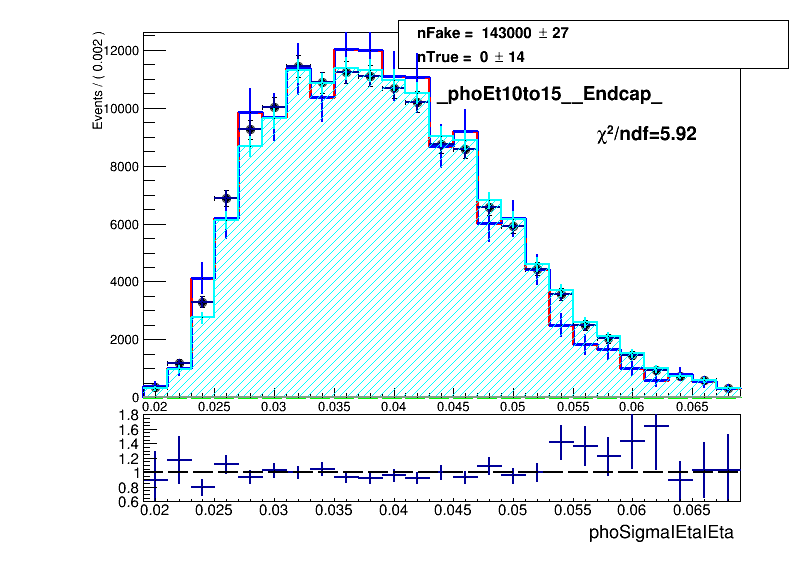 nFake = 143000 ± 27
nTrue = 0 ± 14
_phoEt10to15__Endcap_
χ²/ndf=5.92
Events / ( 0.002 )
12000
10000
8000
6000
4000
2000
0
0.02 0.025 0.03 0.035 0.04 0.045 0.05 0.055 0.06 0.065
1.8
1.6
1.4
1.2
1
0.8
0.6
0.02 0.025 0.03 0.035 0.04 0.045 0.05 0.055 0.06 0.065
phoSigmaIEtaIEta